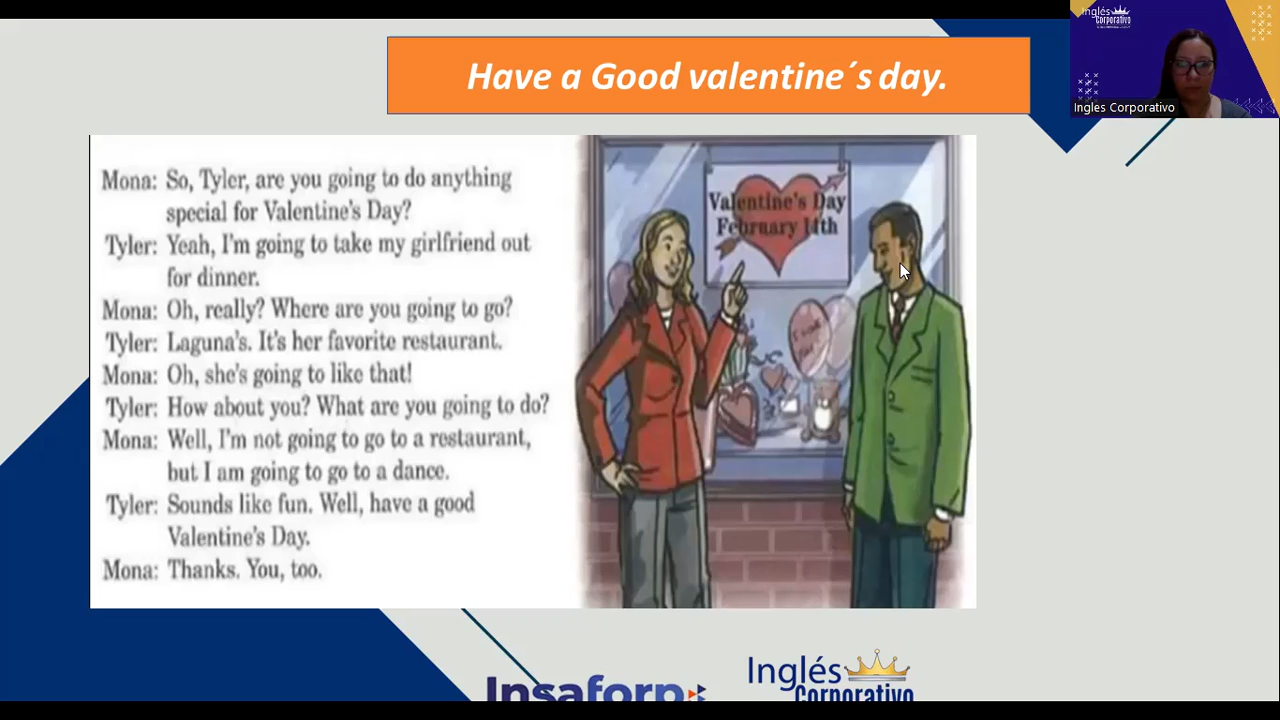 Have a Good valentine´s day.
Inglés
Corporativo
Ingles Corporativo
Mona: So, Tyler, are you going to do anything
special for Valentine's Day?
Tyler: Yeah, I'm going to take my girlfriend out
for dinner.
Mona: Oh, really? Where are you going to go?
Tyler: Laguna's. It's her favorite restaurant.
Mona: Oh, she's going to like that!
Tyler: How about you? What are you going to do?
Mona: Well, I'm not going to go to a restaurant,
but I am going to go to a dance.
Tyler: Sounds like fun. Well, have a good
Valentine's Day.
Mona: Thanks. You, too.
Valentine's Day
February 14th
Insaforp
Inglés
Corporativo